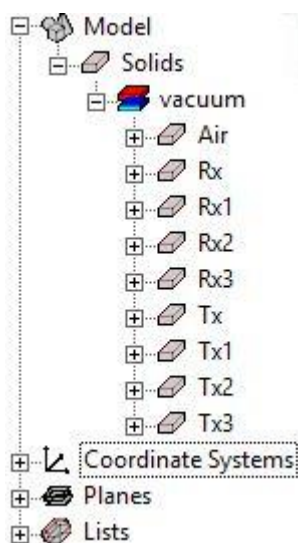 Model
Solids
vacuum
Air
Rx
Rx1
Rx2
Rx3
Tx
Tx1
Tx2
Tx3
Coordinate Systems
Planes
Lists